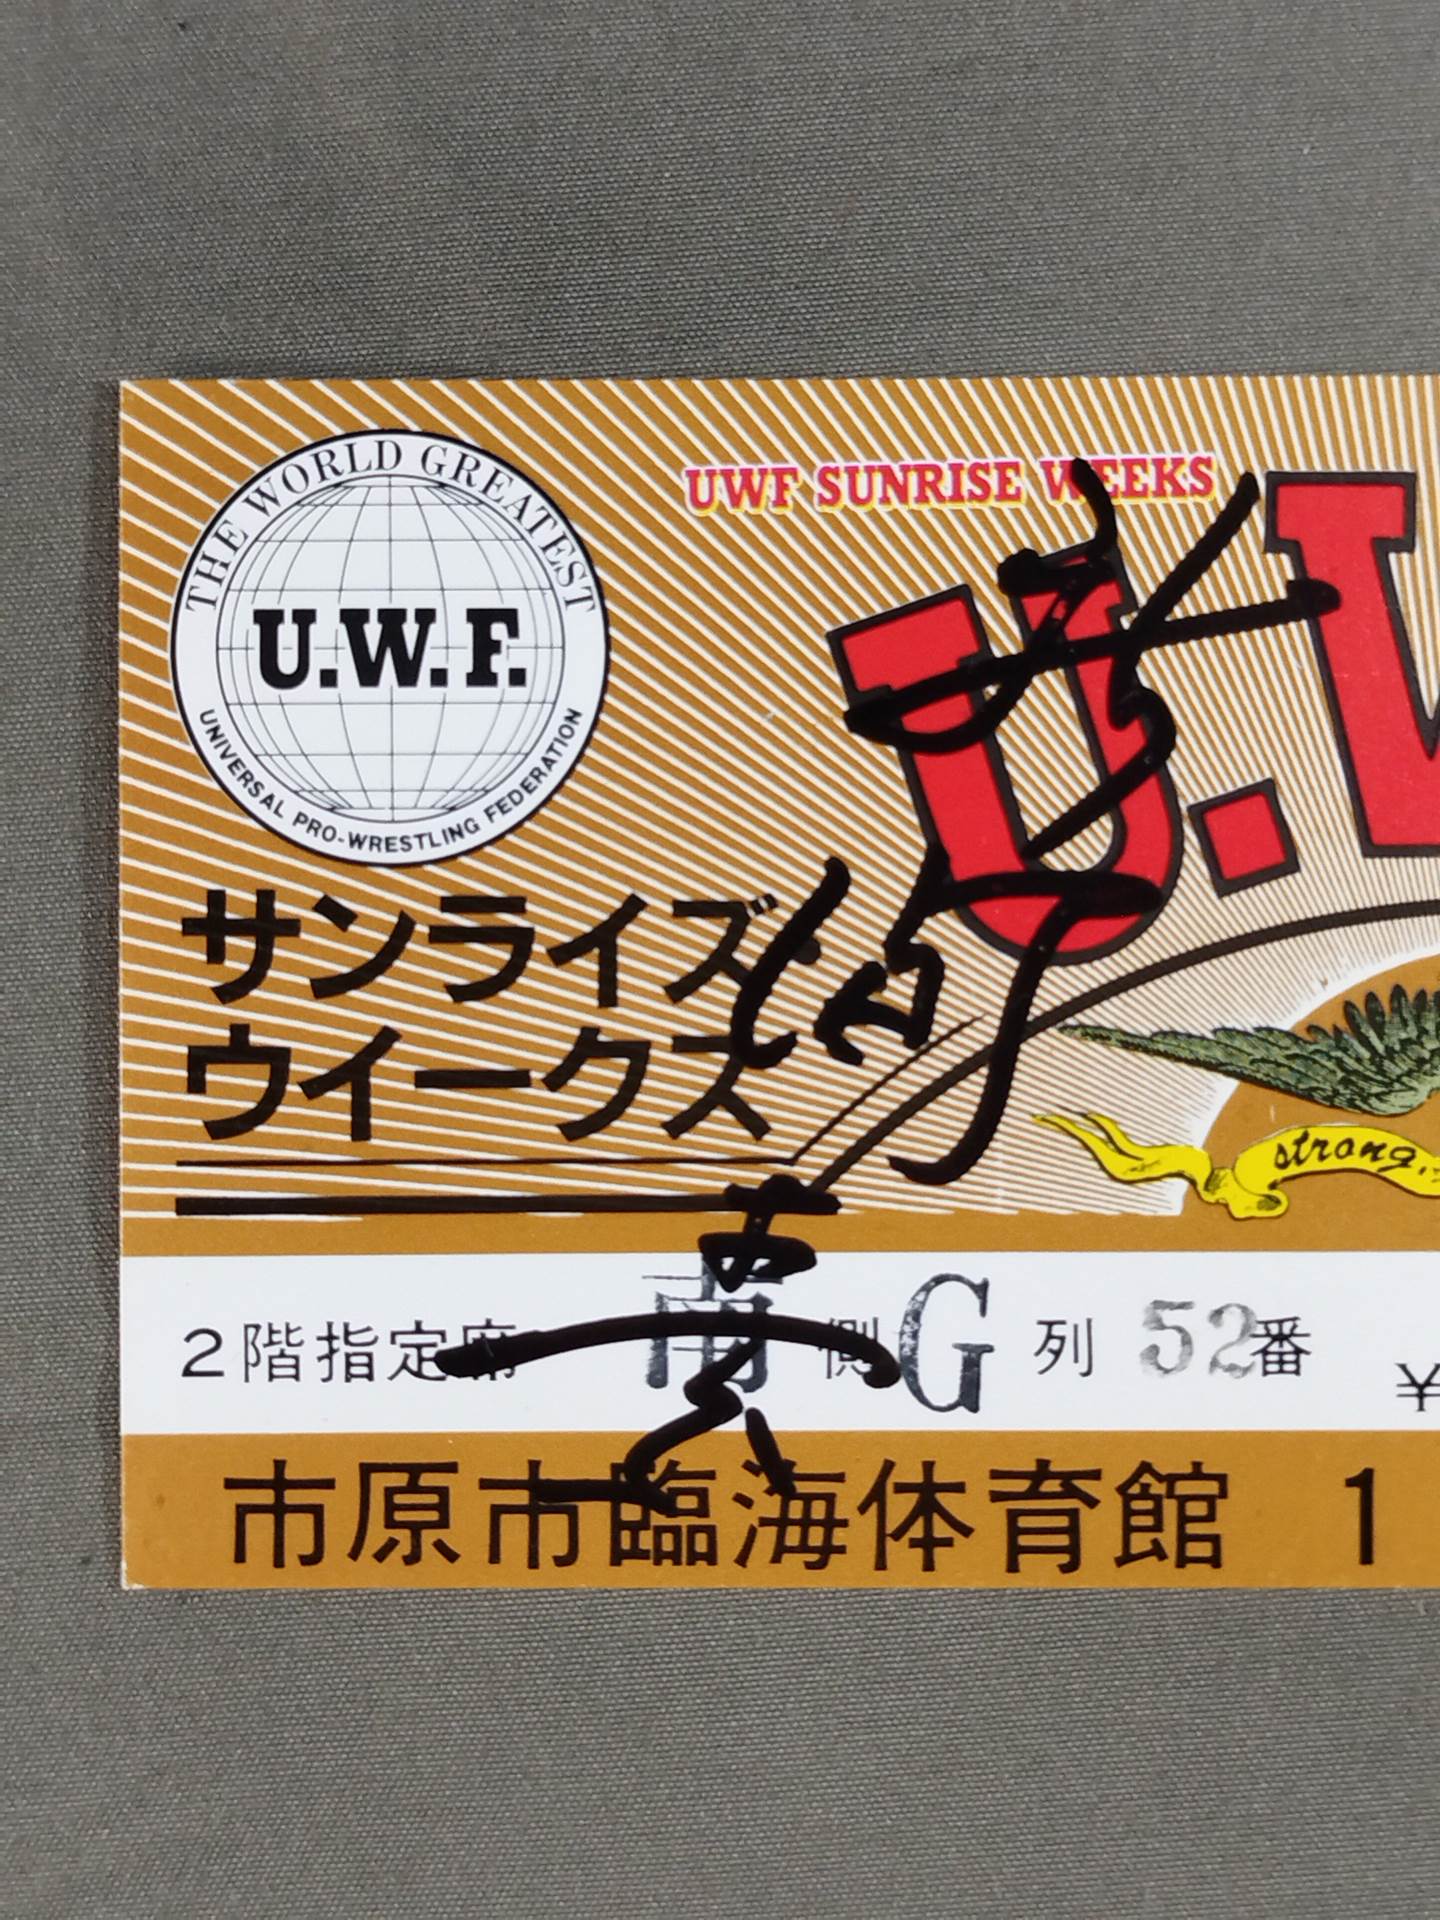 THE WORLD GREATEST
U.W.F.
UNIVERSAL PRO-WRESTLING FEDERATION
UWF SUNRISE WEEKS
U.W
サンライズ・
ウイークス
strong,
2階指定席 南側 G列 52番 ¥
市原市臨海体育館 1